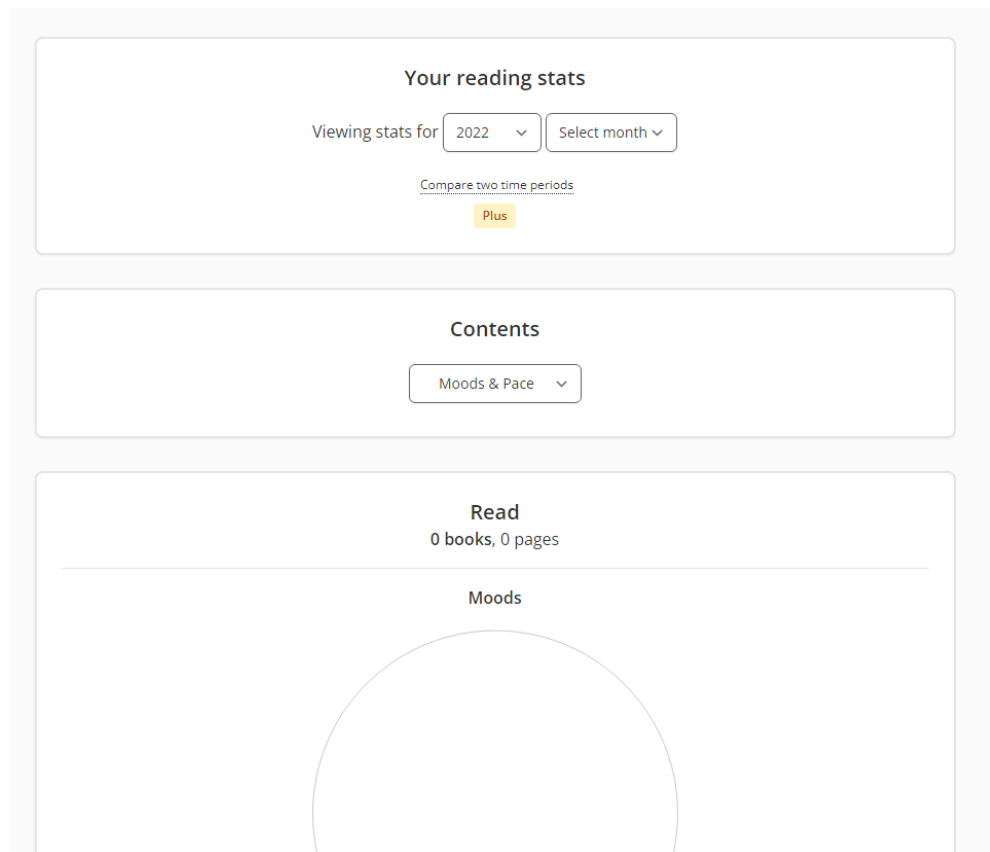 Your reading stats
Viewing stats for 2022 Select month
Compare two time periods
Plus
Contents
Moods & Pace
Read
0 books, 0 pages
Moods